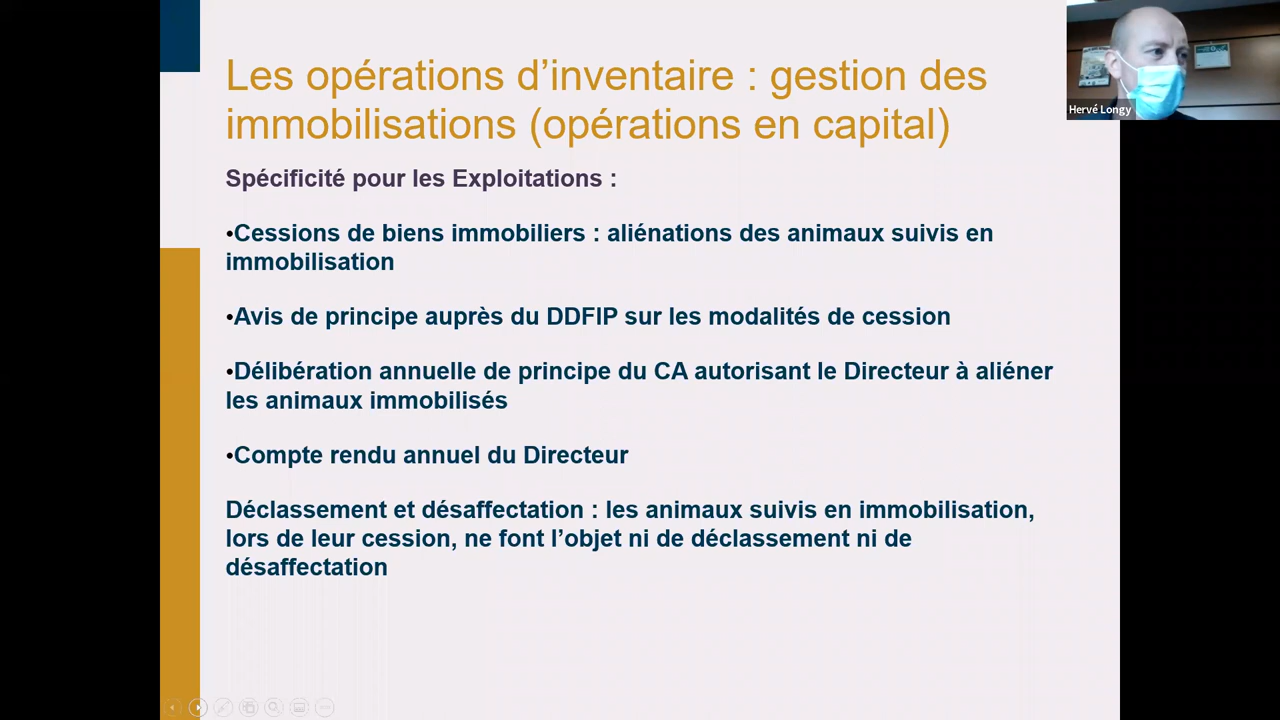 Les opérations d’inventaire : gestion des
immobilisations (opérations en capital)
Spécificité pour les Exploitations :
•Cessions de biens immobiliers : aliénations des animaux suivis en
immobilisation
•Avis de principe auprès du DDFIP sur les modalités de cession
•Délibération annuelle de principe du CA autorisant le Directeur à aliéner
les animaux immobilisés
•Compte rendu annuel du Directeur
Déclassement et désaffectation : les animaux suivis en immobilisation,
lors de leur cession, ne font l’objet ni de déclassement ni de
désaffectation
Hervé Longy